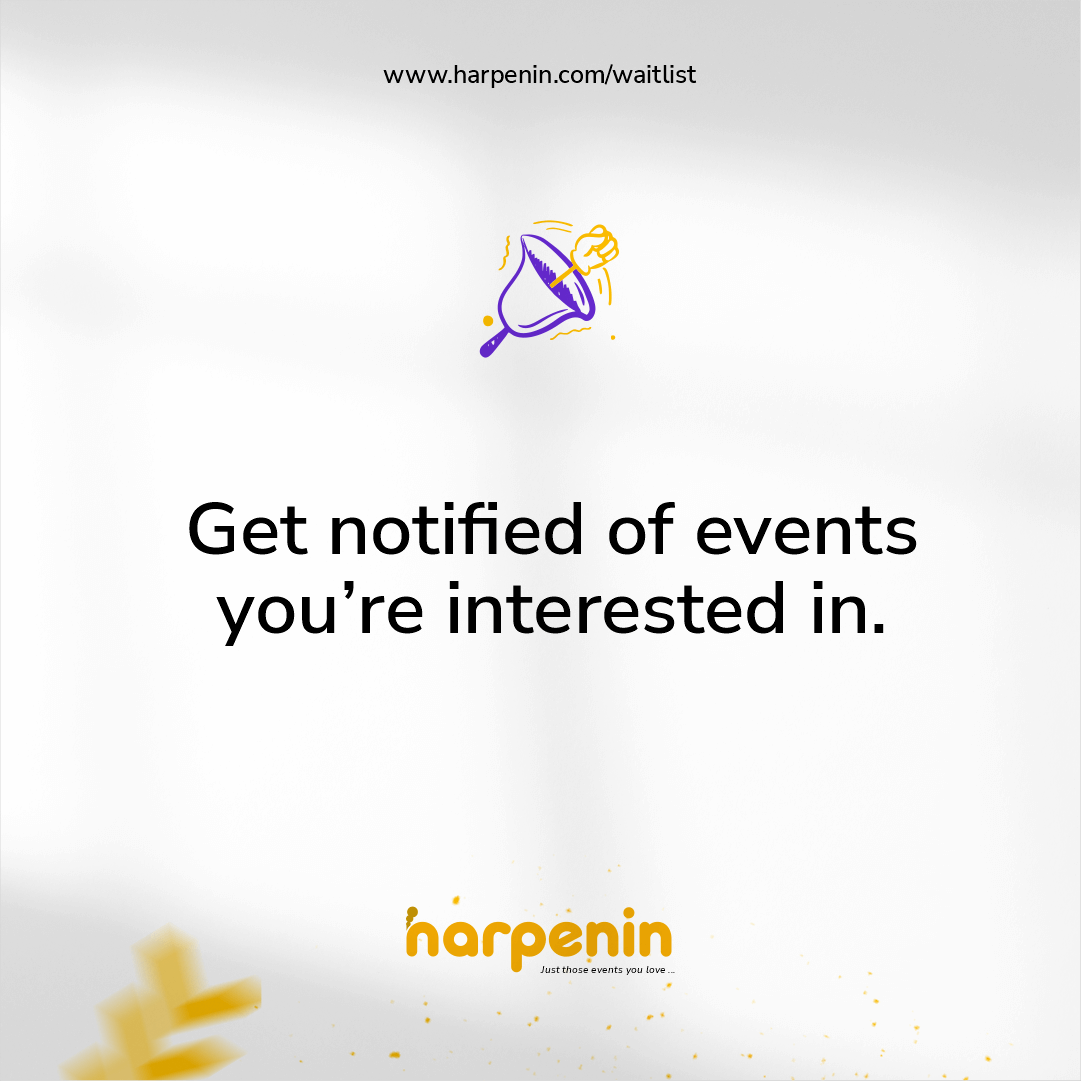 www.harpenin.com/waitlist
Get notified of events
you’re interested in.
harpenin
Just those events you love ...